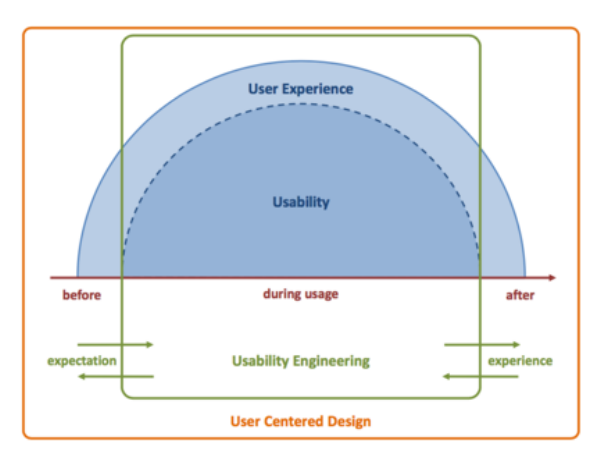 User Experience
Usability
before during usage after
expectation Usability Engineering experience
User Centered Design